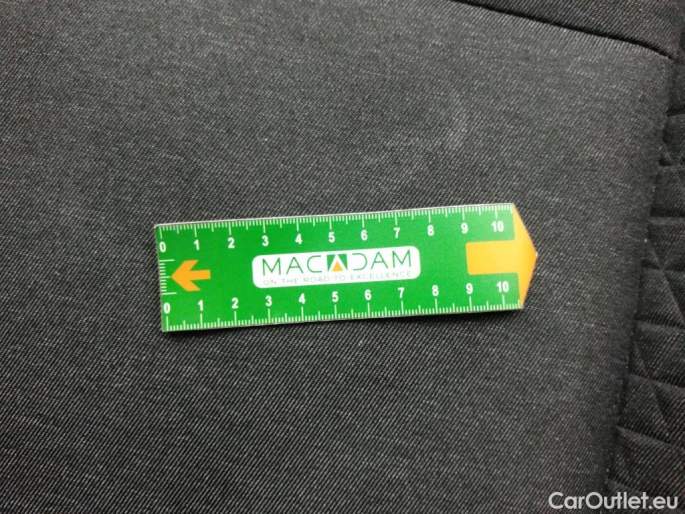 0 1 2 3 4 5 6 7 8 9 10
MACADAM
ON THE ROAD TO EXCELLENCE
0 1 2 3 4 5 6 7 8 9 10
CarOutlet.eu